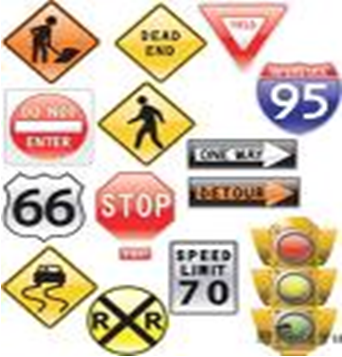 DEAD
END
YIELD
INTERSTATE
95
DO NOT
ENTER
ONE WAY
DETOUR
66
STOP
SPEED
LIMIT
70
R R